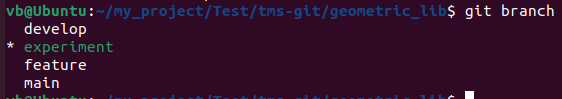 vb@Ubuntu:~/my_project/Test/tms-git/geometric_lib$ git branch
  develop
* experiment
  feature
  main
vb@Ubuntu:~/my_project/Test/tms-git/geometric_lib$